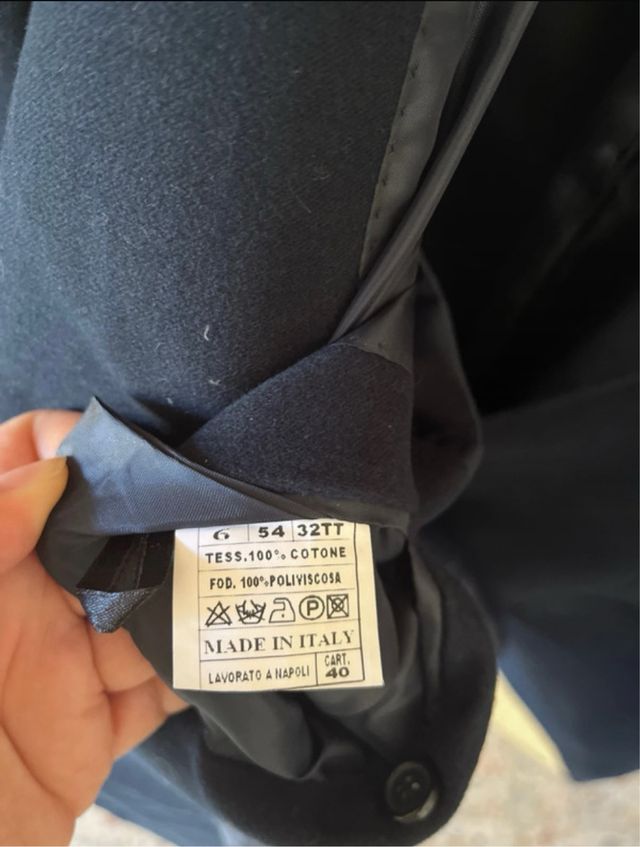 6 54 32TT
TESS.100% COTONE
FOD. 100% POLIVISCOSA
P
MADE IN ITALY
LAVORATO A NAPOLI CART. 40